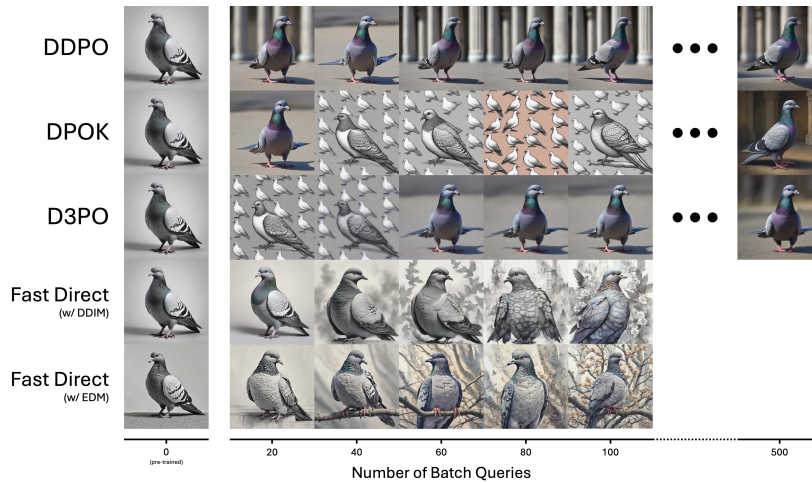 DDPO
DPOK
D3PO
Fast Direct
(w/ DDIM)
Fast Direct
(w/ EDM)
0
(pre-trained)
20
40
60
80
100
500
Number of Batch Queries